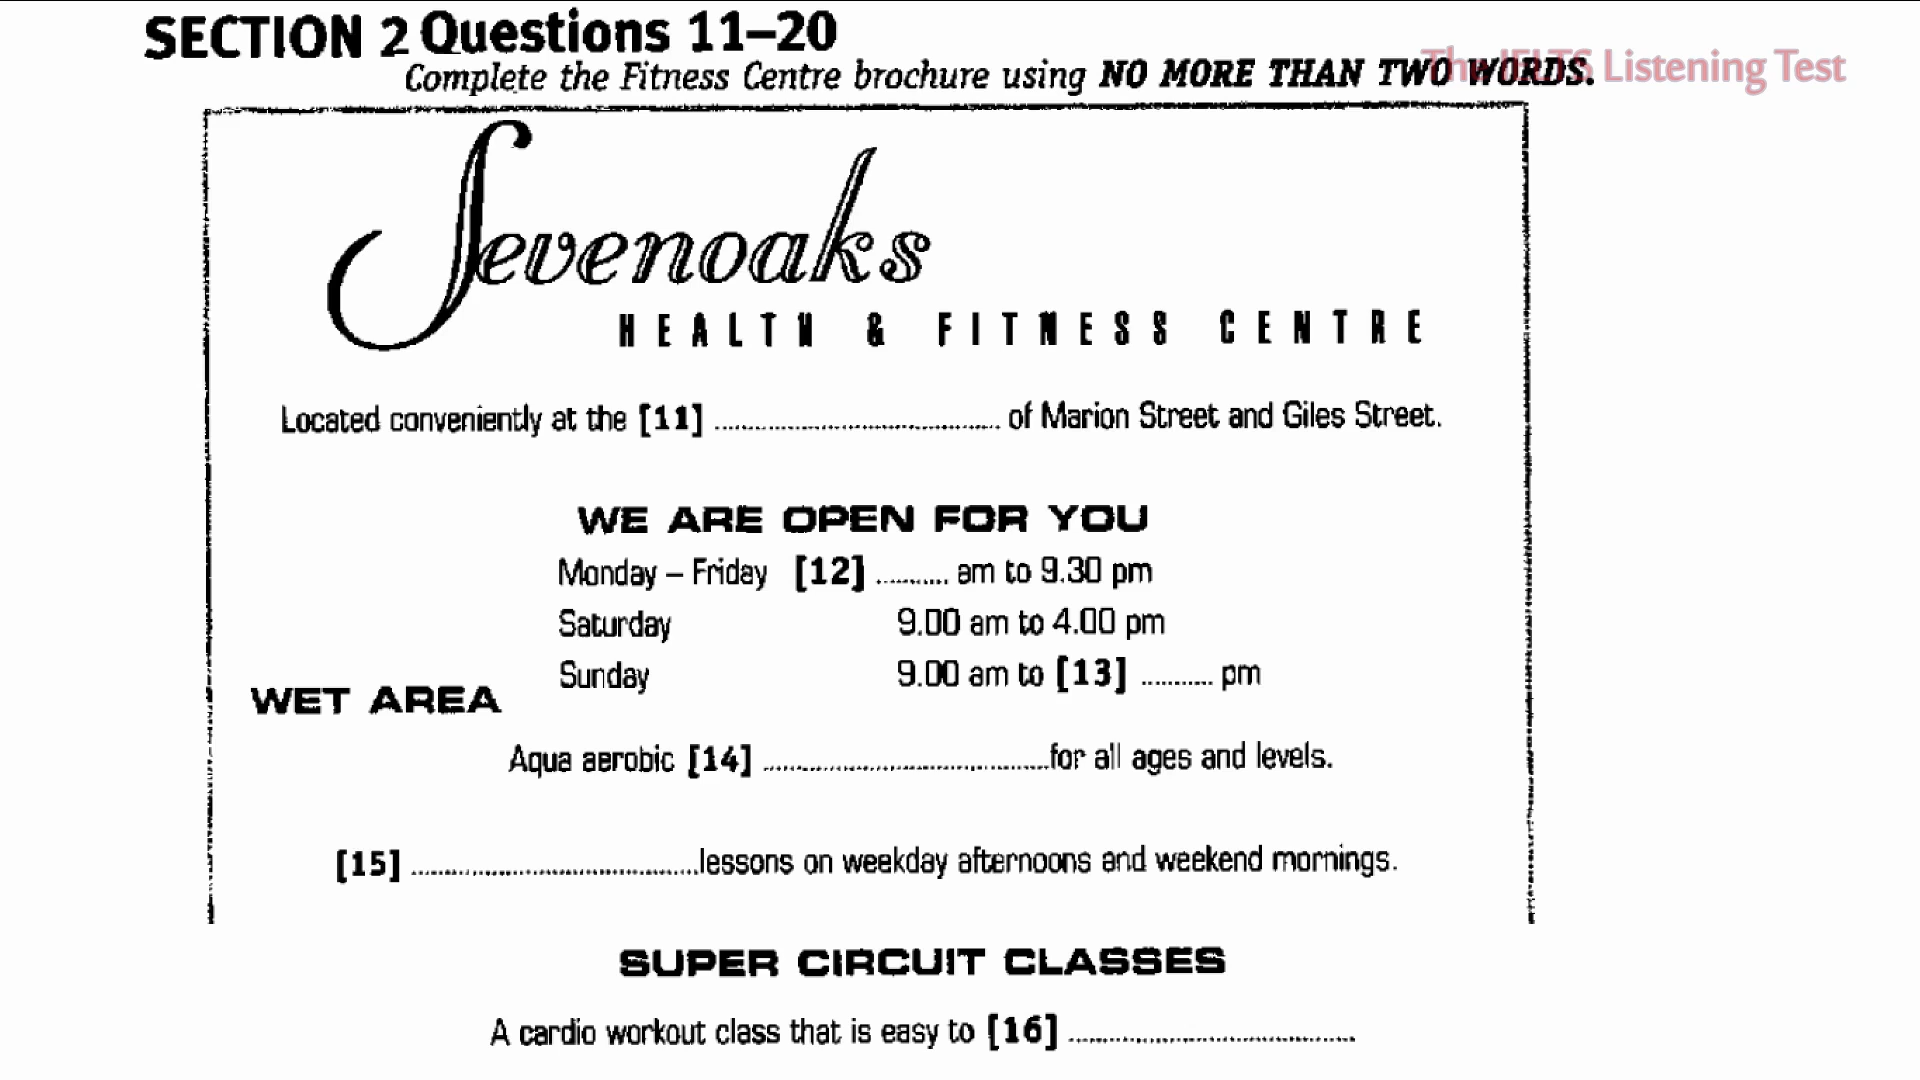 SECTION 2 Questions 11–20
The IELTS Listening Test
Complete the Fitness Centre brochure using NO MORE THAN TWO WORDS.
Sevenoaks
HEALTH & FITNESS CENTRE
Located conveniently at the [11] .......................................... of Marion Street and Giles Street.
WE ARE OPEN FOR YOU
Monday – Friday [12] .......... am to 9.30 pm
Saturday 9.00 am to 4.00 pm
Sunday 9.00 am to [13] .......... pm
WET AREA
Aqua aerobic [14] ..........................................for all ages and levels.
[15] ..........................................lessons on weekday afternoons and weekend mornings.
SUPER CIRCUIT CLASSES
A cardio workout class that is easy to [16] ..........................................